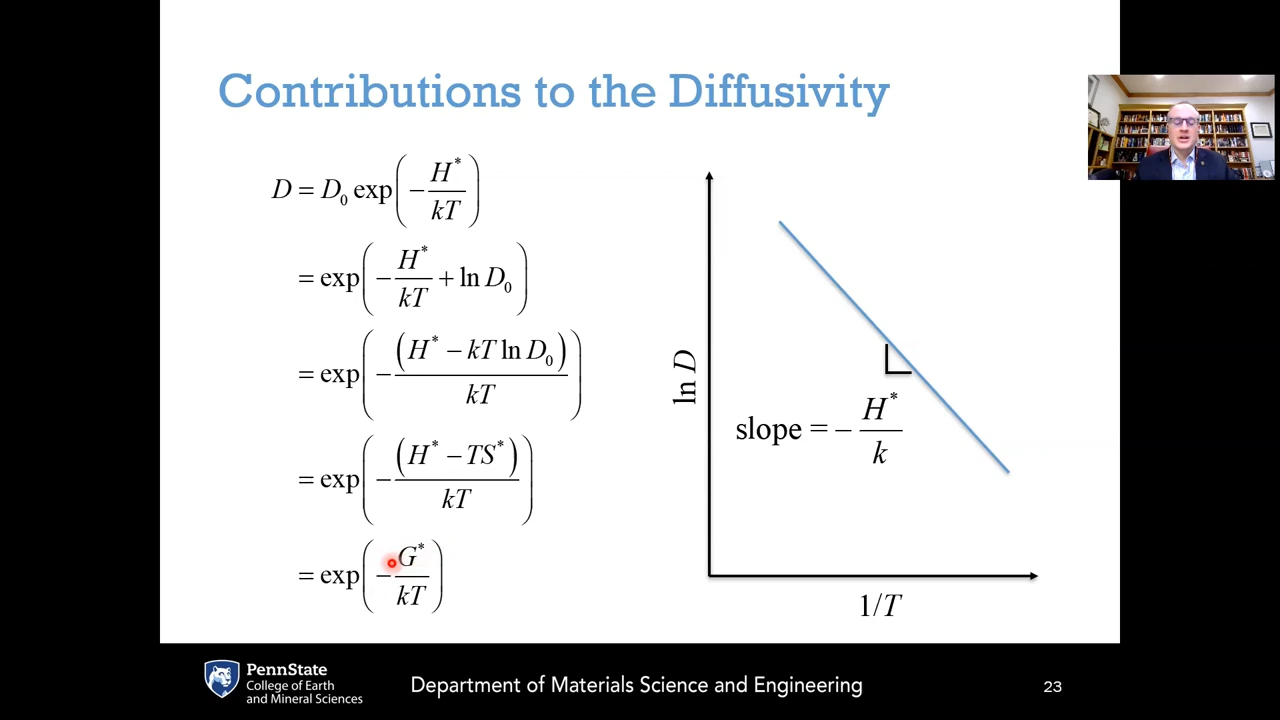 Contributions to the Diffusivity
D = D₀ exp(−H*/kT)
= exp(−H*/kT + ln D₀)
= exp(−(H* − kT ln D₀)/kT)
= exp(−(H* − TS*)/kT)
= exp(−G*/kT)
ln D
slope = −H*/k
1/T
PennState
College of Earth
and Mineral Sciences
Department of Materials Science and Engineering
23